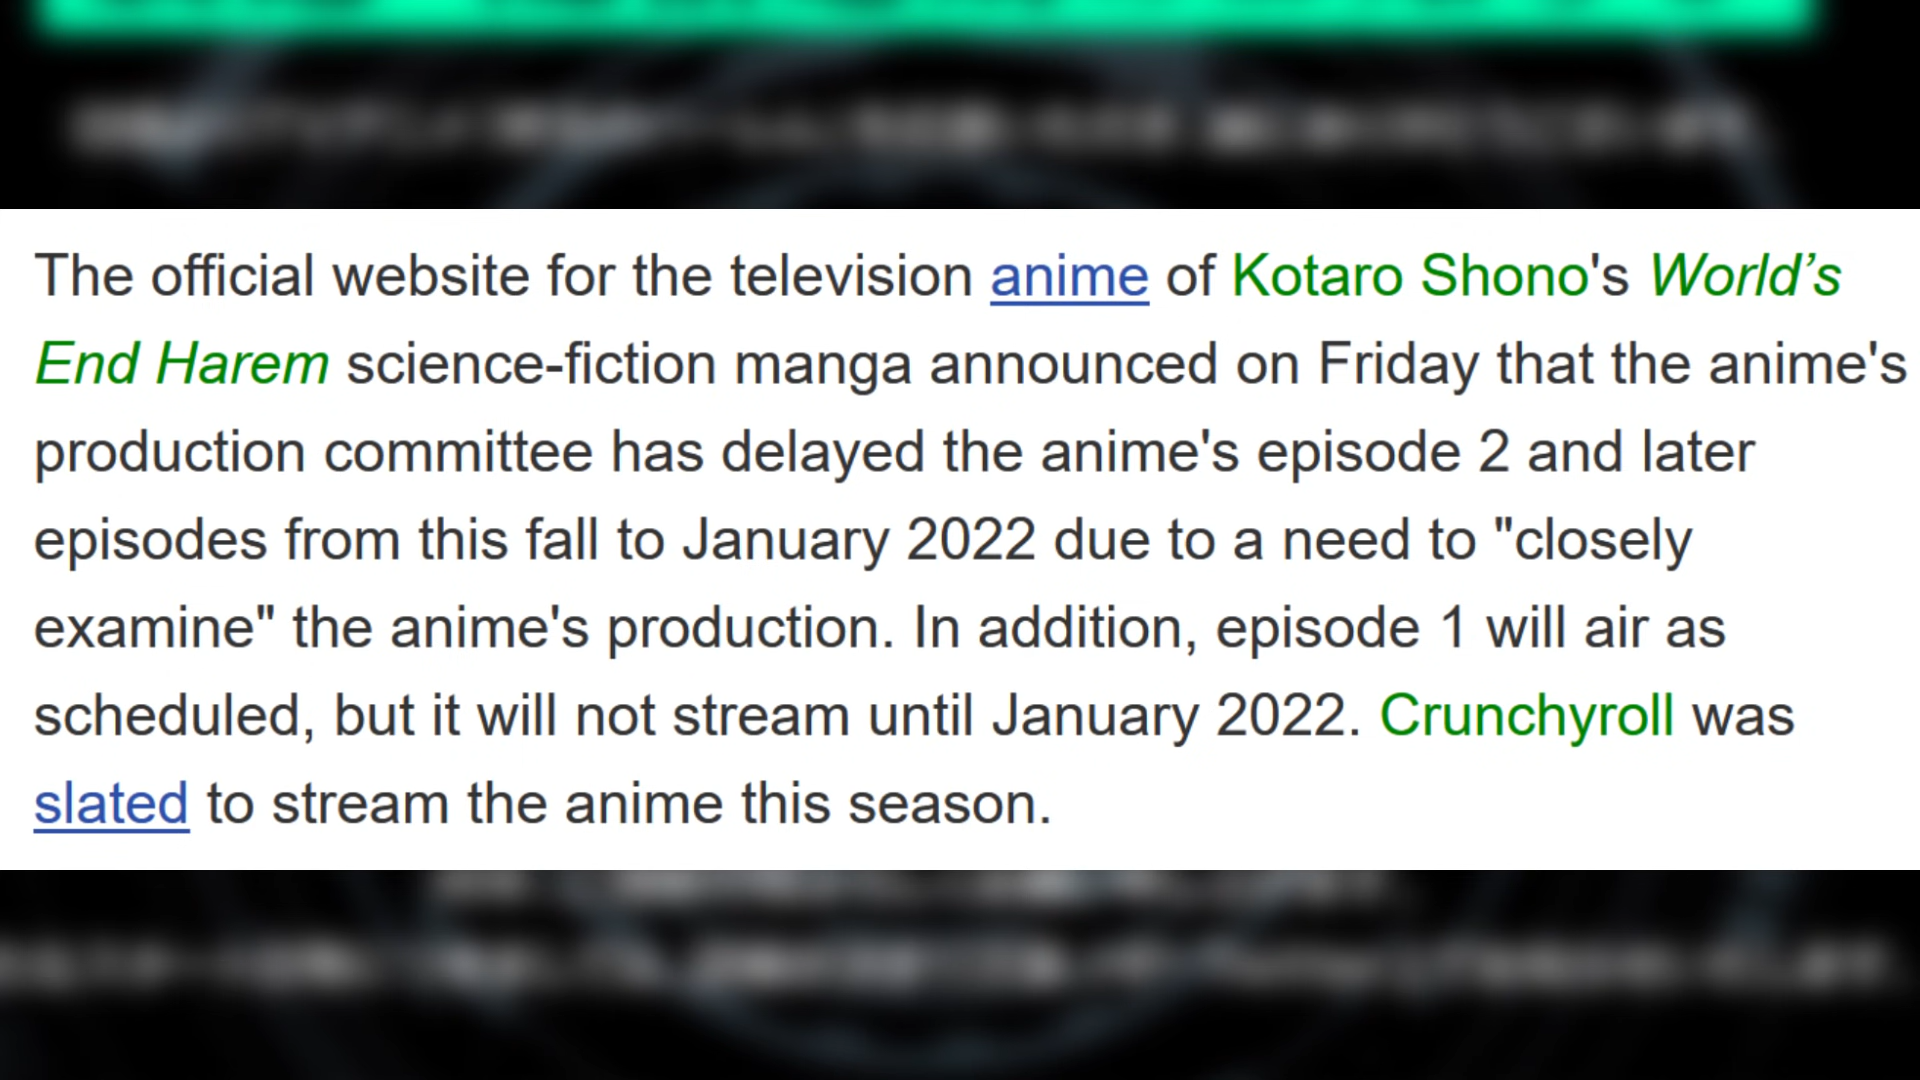 The official website for the television anime of Kotaro Shono's World’s
End Harem science-fiction manga announced on Friday that the anime's
production committee has delayed the anime's episode 2 and later
episodes from this fall to January 2022 due to a need to "closely
examine" the anime's production. In addition, episode 1 will air as
scheduled, but it will not stream until January 2022. Crunchyroll was
slated to stream the anime this season.